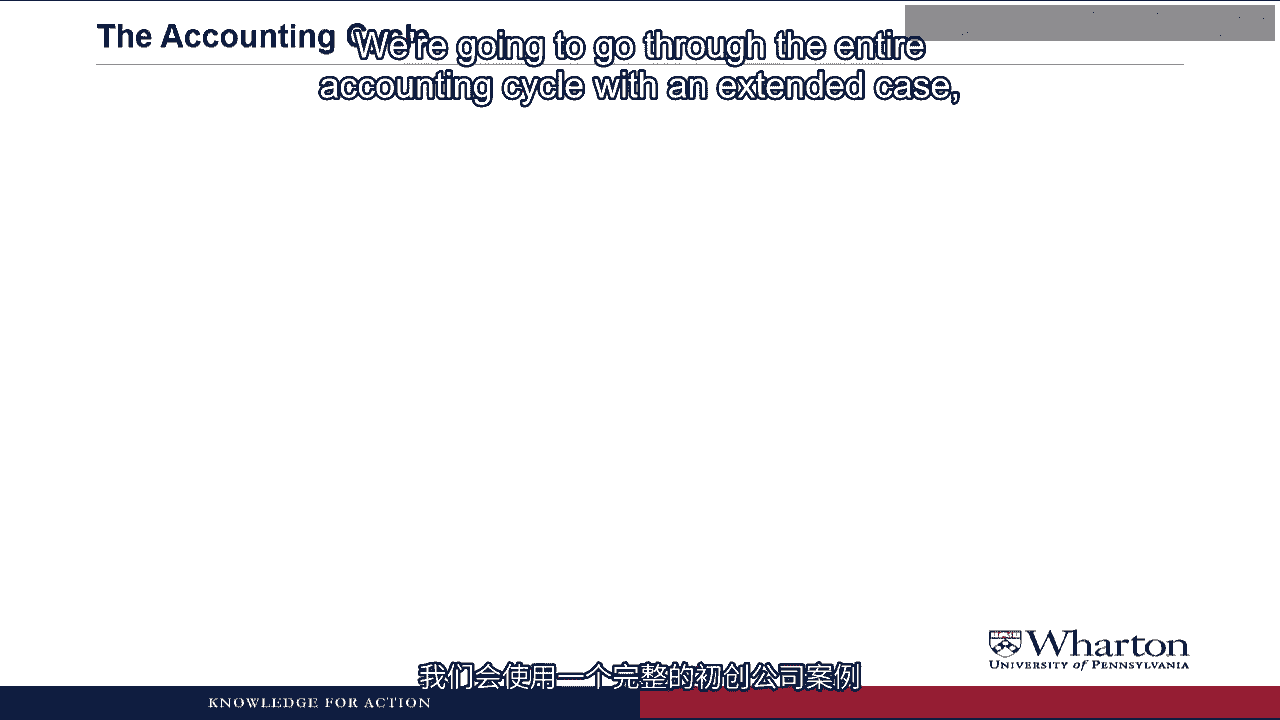 The Accounting Cycle
We're going to go through the entire
accounting cycle with an extended case,
Wharton
UNIVERSITY of PENNSYLVANIA
我们会使用一个完整的初创公司案例
KNOWLEDGE FOR ACTION